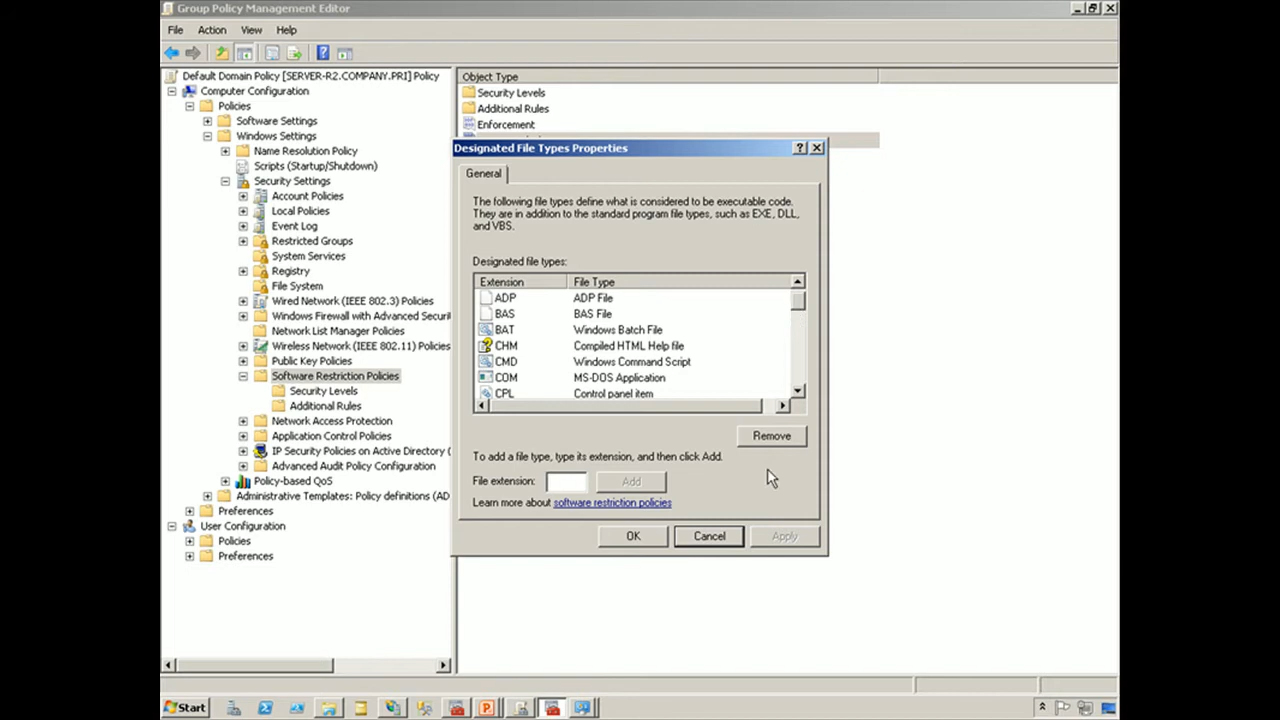 Group Policy Management Editor
File Action View Help
Default Domain Policy [SERVER-R2.COMPANY.PRI] Policy
Computer Configuration
Policies
Software Settings
Windows Settings
Name Resolution Policy
Scripts (Startup/Shutdown)
Security Settings
Account Policies
Local Policies
Event Log
Restricted Groups
System Services
Registry
File System
Wired Network (IEEE 802.3) Policies
Windows Firewall with Advanced Securi
Network List Manager Policies
Wireless Network (IEEE 802.11) Policies
Public Key Policies
Software Restriction Policies
Security Levels
Additional Rules
Network Access Protection
Application Control Policies
IP Security Policies on Active Directory (
Advanced Audit Policy Configuration
Policy-based QoS
Administrative Templates: Policy definitions (AD
Preferences
User Configuration
Policies
Preferences
Object Type
Security Levels
Additional Rules
Enforcement
Designated File Types Properties
General
The following file types define what is considered to be executable code.
They are in addition to the standard program file types, such as EXE, DLL,
and VBS.
Designated file types:
Extension File Type
ADP ADP File
BAS BAS File
BAT Windows Batch File
CHM Compiled HTML Help file
CMD Windows Command Script
COM MS-DOS Application
CPL Control panel item
Remove
To add a file type, type its extension, and then click Add.
File extension: Add
Learn more about software restriction policies
OK Cancel Apply
Start